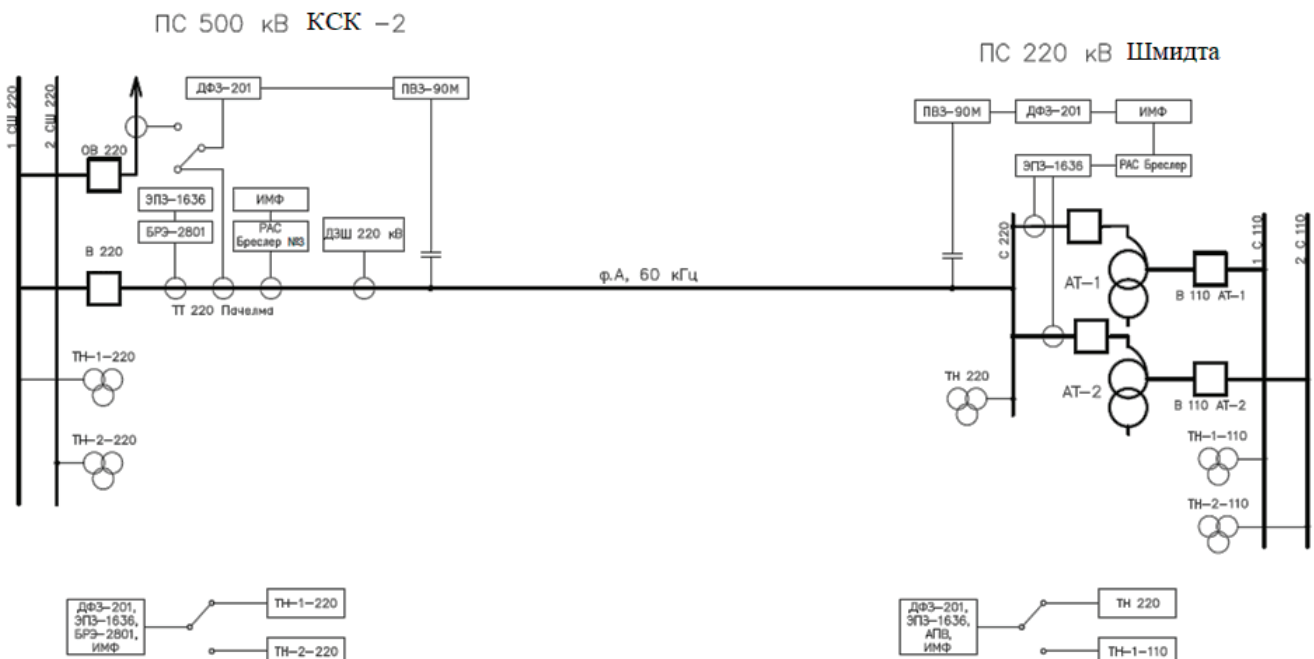 ПС 500 кВ КСК -2
ПС 220 кВ Шмидта
1 СШ 220
2 СШ 220
ДФЗ-201
ПВЗ-90М
ОВ 220
ЭПЗ-1636
БРЭ-2801
ИМФ
РАС
Бреслер №3
ДЗШ 220 кВ
В 220
ТТ 220 Пачелма
ф.А, 60 кГц
ТН-1-220
ТН-2-220
ПВЗ-90М
ДФЗ-201
ИМФ
ЭПЗ-1636
РАС Бреслер
С 220
1 С 110
2 С 110
АТ-1
В 110 АТ-1
АТ-2
В 110 АТ-2
ТН 220
ТН-1-110
ТН-2-110
ДФЗ-201,
ЭПЗ-1636,
БРЭ-2801,
ИМФ
ТН-1-220
ТН-2-220
ДФЗ-201,
ЭПЗ-1636,
АПВ,
ИМФ
ТН 220
ТН-1-110